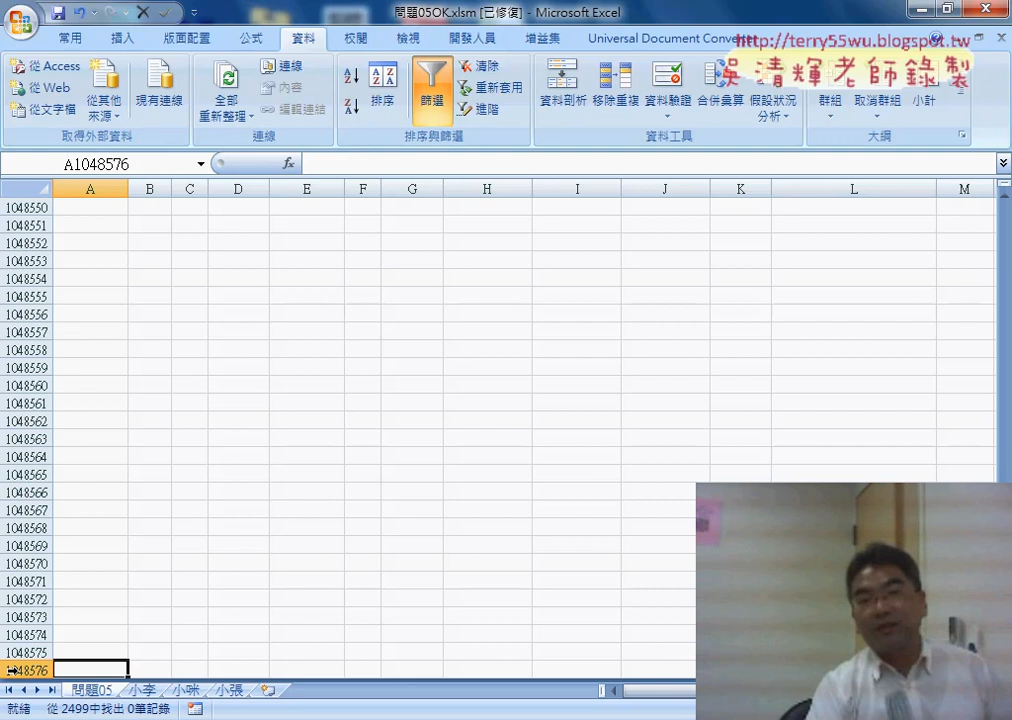 問題05OK.xlsm [已修復] - Microsoft Excel
常用 插入 版面配置 公式 資料 校閱 檢視 開發人員 增益集 Universal Document Conve
http://terry55wu.blogspot.tw
吳清輝老師錄製
從 Access
從 Web
從文字檔
從其他來源
現有連線
取得外部資料
全部重新整理
連線
內容
編輯連結
連線
排序
篩選
清除
重新套用
進階
排序與篩選
資料剖析
移除重複
資料驗證
合併彙算
假設狀況分析
資料工具
群組
取消群組
小計
大綱
A1048576
fx
A B C D E F G H I J K L M
1048550
1048551
1048552
1048553
1048554
1048555
1048556
1048557
1048558
1048559
1048560
1048561
1048562
1048563
1048564
1048565
1048566
1048567
1048568
1048569
1048570
1048571
1048572
1048573
1048574
1048575
1048576
問題05 小李 小咪 小張
就緒 從 2499中找出 0筆記錄